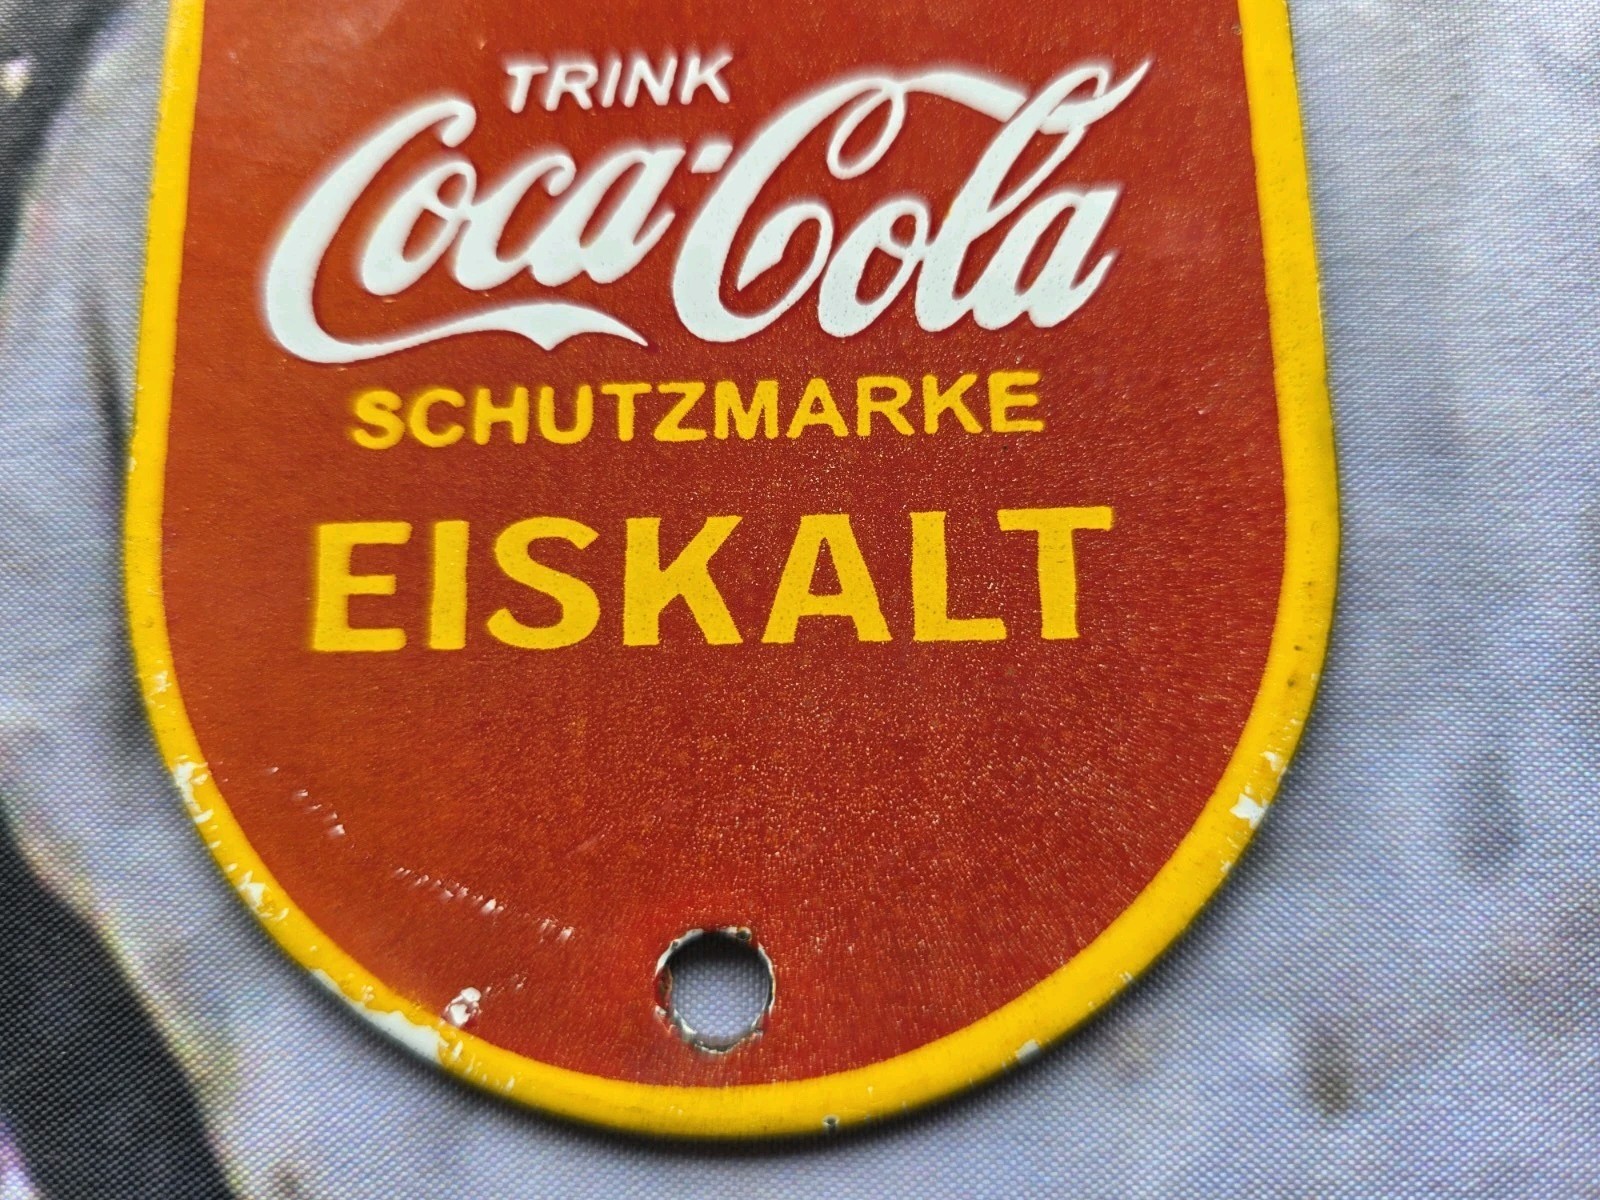 TRINK
Coca-Cola
SCHUTZMARKE
EISKALT